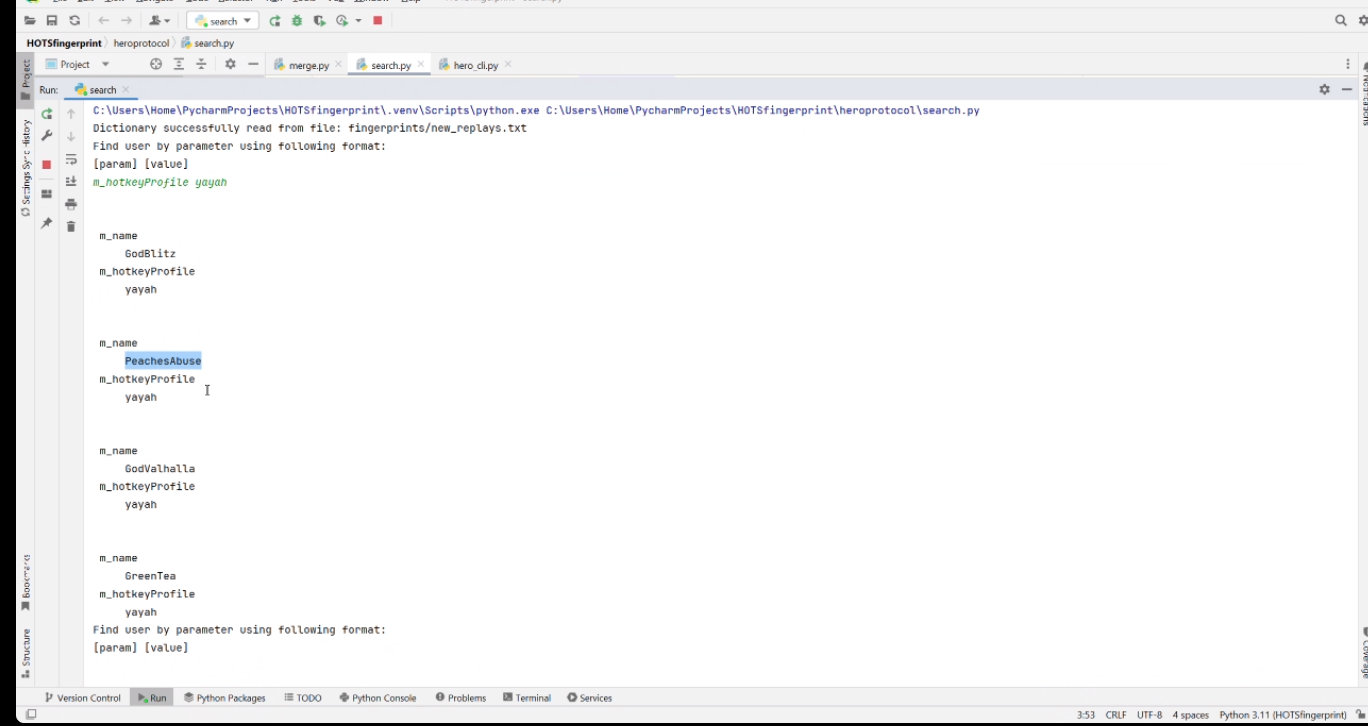 search
HOTSfingerprint
heroprotocol
search.py
Project
merge.py
search.py
hero_cli.py
Project
Run:
search
C:\Users\Home\PycharmProjects\HOTSfingerprint\.venv\Scripts\python.exe C:\Users\Home\PycharmProjects\HOTSfingerprint\heroprotocol\search.py
Dictionary successfully read from file: fingerprints/new_replays.txt
Find user by parameter using following format:
[param] [value]
m_hotkeyProfile yayah
m_name
GodBlitz
m_hotkeyProfile
yayah
m_name
PeachesAbuse
m_hotkeyProfile
yayah
m_name
GodValhalla
m_hotkeyProfile
yayah
m_name
GreenTea
m_hotkeyProfile
yayah
Find user by parameter using following format:
[param] [value]
Settings Sync History
Bookmarks
Structure
Notifications
Coverage
Version Control
Run
Python Packages
TODO
Python Console
Problems
Terminal
Services
3:53 CRLF UTF-8 4 spaces Python 3.11 (HOTSfingerprint)